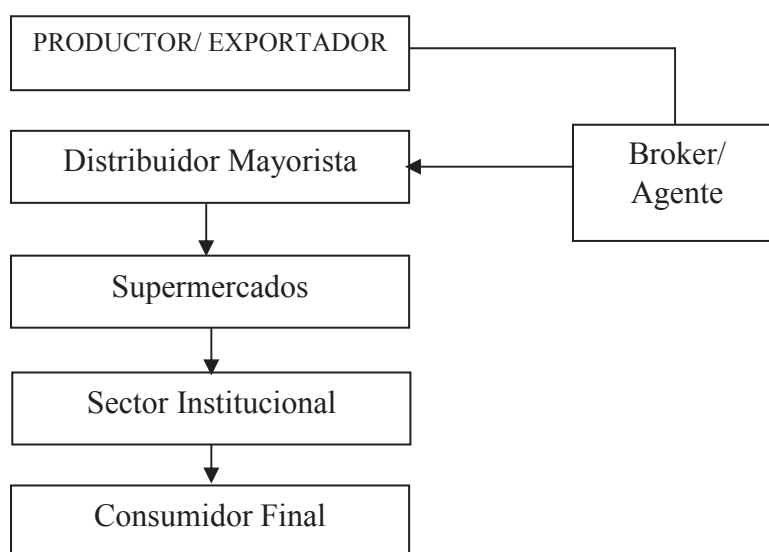 PRODUCTOR/ EXPORTADOR
Distribuidor Mayorista
Broker/
Agente
Supermercados
Sector Institucional
Consumidor Final